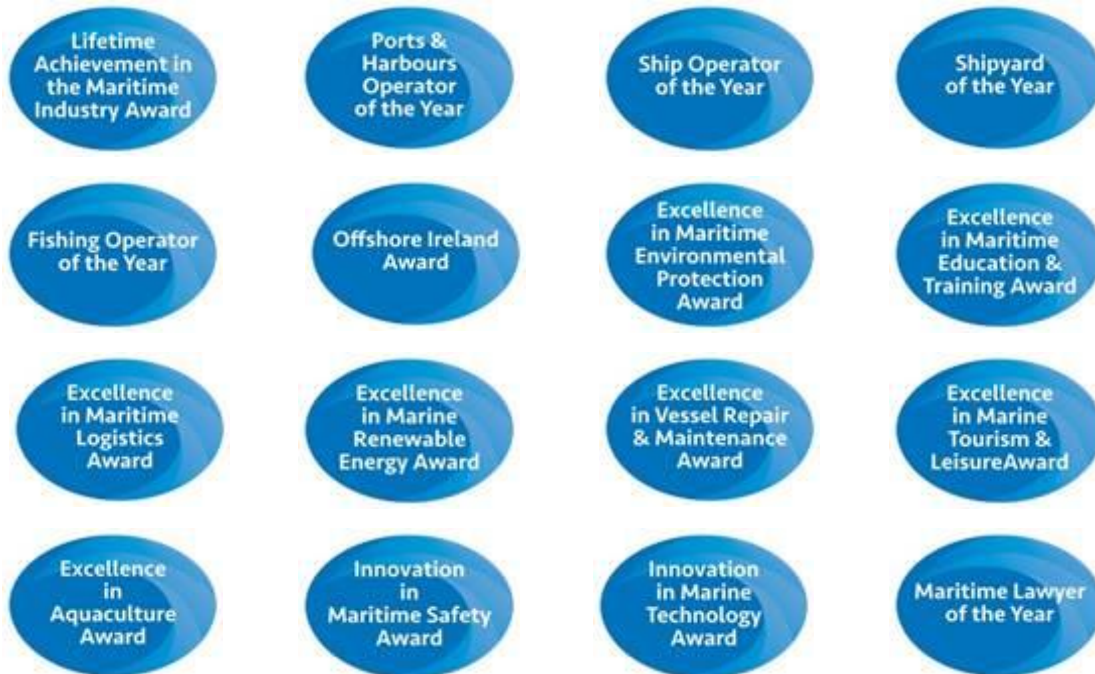 Lifetime
Achievement in
the Maritime
Industry Award
Ports &
Harbours
Operator
of the Year
Ship Operator
of the Year
Shipyard
of the Year
Fishing Operator
of the Year
Offshore Ireland
Award
Excellence
in Maritime
Environmental
Protection
Award
Excellence
in Maritime
Education &
Training Award
Excellence
in Maritime
Logistics
Award
Excellence
in Marine
Renewable
Energy Award
Excellence
in Vessel Repair
& Maintenance
Award
Excellence
in Marine
Tourism &
LeisureAward
Excellence
in
Aquaculture
Award
Innovation
in
Maritime Safety
Award
Innovation
in Marine
Technology
Award
Maritime Lawyer
of the Year